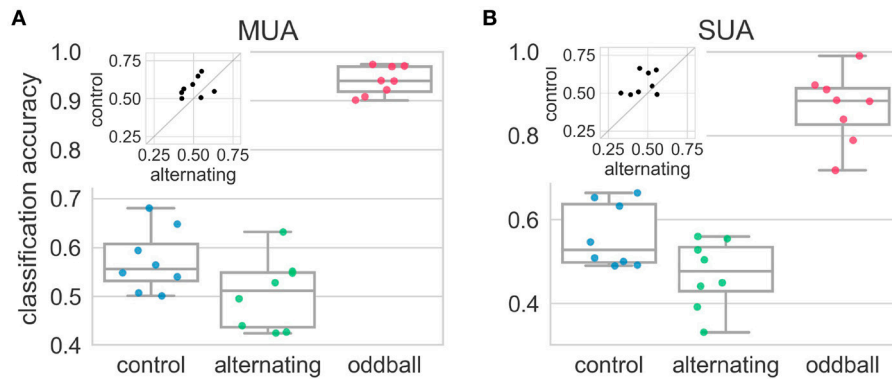 A
MUA
classification accuracy
1.0
0.9
0.8
0.7
0.6
0.5
0.4
control
0.75
0.50
0.25
0.25 0.50 0.75
alternating
control alternating oddball
B
SUA
1.0
0.8
0.6
0.4
control
0.75
0.50
0.25
0.25 0.50 0.75
alternating
control alternating oddball